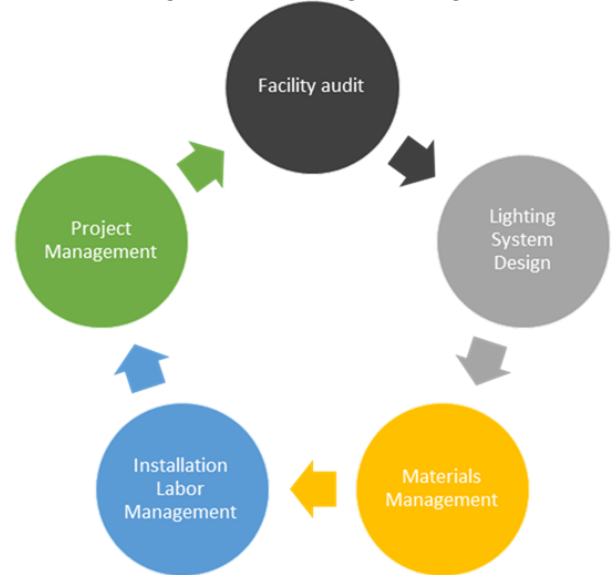 Facility audit
Lighting
System
Design
Materials
Management
Installation
Labor
Management
Project
Management